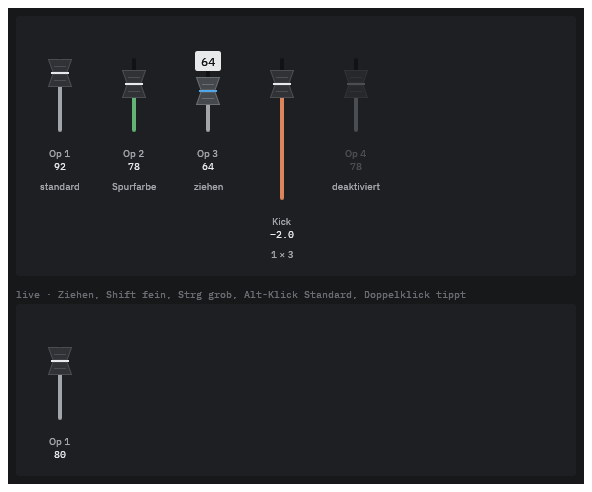 64
Op 1
92
standard
Op 2
78
Spurfarbe
Op 3
64
ziehen
Kick
−2.0
1 × 3
Op 4
78
deaktiviert
live · Ziehen, Shift fein, Strg grob, Alt-Klick Standard, Doppelklick tippt
Op 1
80